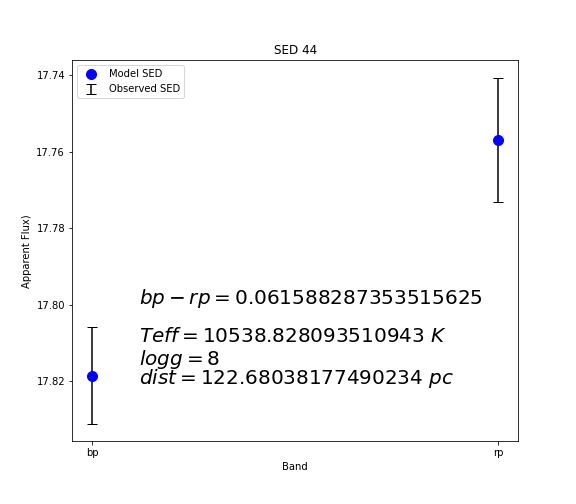 SED 44
17.74
Model SED
Observed SED
17.76
17.78
Apparent Flux)
bp − rp = 0.061588287353515625
17.80
Teff = 10538.828093510943 K
logg = 8
dist = 122.68038177490234 pc
17.82
bp
rp
Band